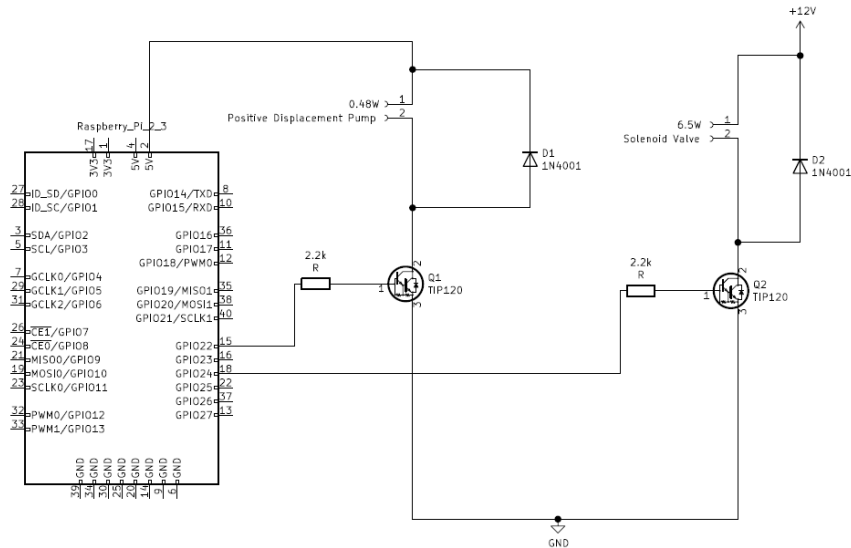 +12V
0.48W
1
2
Positive Displacement Pump
6.5W
1
2
Solenoid Valve
Raspberry_Pi_2_3
17
1
4
2
3V3
3V3
5V
5V
D1
1N4001
D2
1N4001
27
ID_SD/GPIO0
GPIO14/TXD
8
28
ID_SC/GPIO1
GPIO15/RXD
10
3
SDA/GPIO2
GPIO16
36
5
SCL/GPIO3
GPIO17
11
GPIO18/PWM0
12
7
GCLK0/GPIO4
29
GCLK1/GPIO5
GPIO19/MISO1
35
31
GCLK2/GPIO6
GPIO20/MOSI1
38
GPIO21/SCLK1
40
26
CE1/GPIO7
24
CE0/GPIO8
GPIO22
15
21
MISO0/GPIO9
GPIO23
16
19
MOSI0/GPIO10
GPIO24
18
23
SCLK0/GPIO11
GPIO25
22
GPIO26
37
32
PWM0/GPIO12
GPIO27
13
33
PWM1/GPIO13
GND
GND
GND
GND
GND
GND
GND
GND
39
34
30
25
20
14
9
6
2.2k
R
1
2
3
Q1
TIP120
2.2k
R
1
2
3
Q2
TIP120
GND